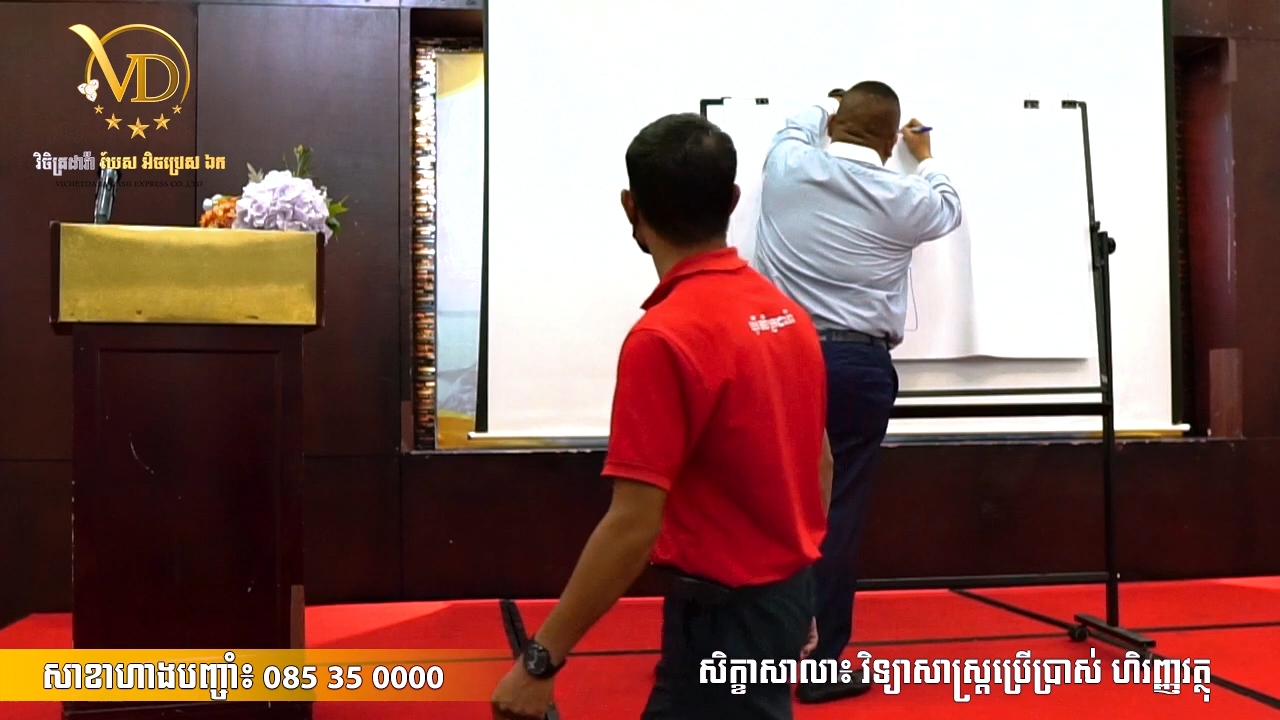 VD
វិចិត្រដារ៉ា ឃែស អិចប្រេស ឯក
សាខាហាងបញ្ចាំ៖ 085 35 0000
សិក្ខាសាលា៖ វិទ្យាសាស្ត្រប្រើប្រាស់ ហិរញ្ញវត្ថុ